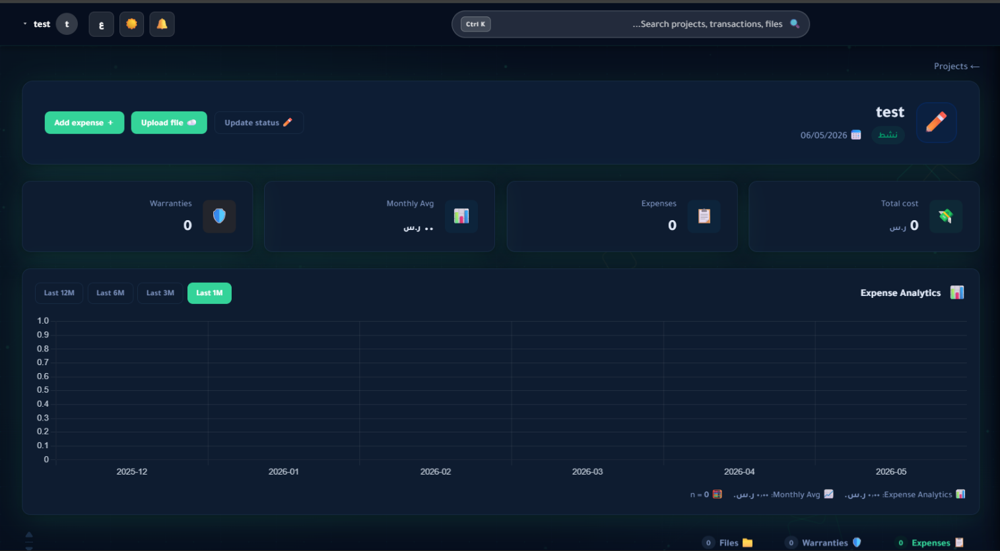 test
t
ع
Ctrl K
...Search projects, transactions, files
Projects ←
test
نشط
06/05/2026
Add expense +
Upload file
Update status
Total cost
0 ر.س
Expenses
0
Monthly Avg
٠٠ ر.س
Warranties
0
Expense Analytics
Last 12M
Last 6M
Last 3M
Last 1M
1.0
0.9
0.8
0.7
0.6
0.5
0.4
0.3
0.2
0.1
0
2025-12
2026-01
2026-02
2026-03
2026-04
2026-05
Expense Analytics: ٠٫٠٠ ر.س.
Monthly Avg: ٠٫٠٠ ر.س.
n = 0
Expenses 0
Warranties 0
Files 0